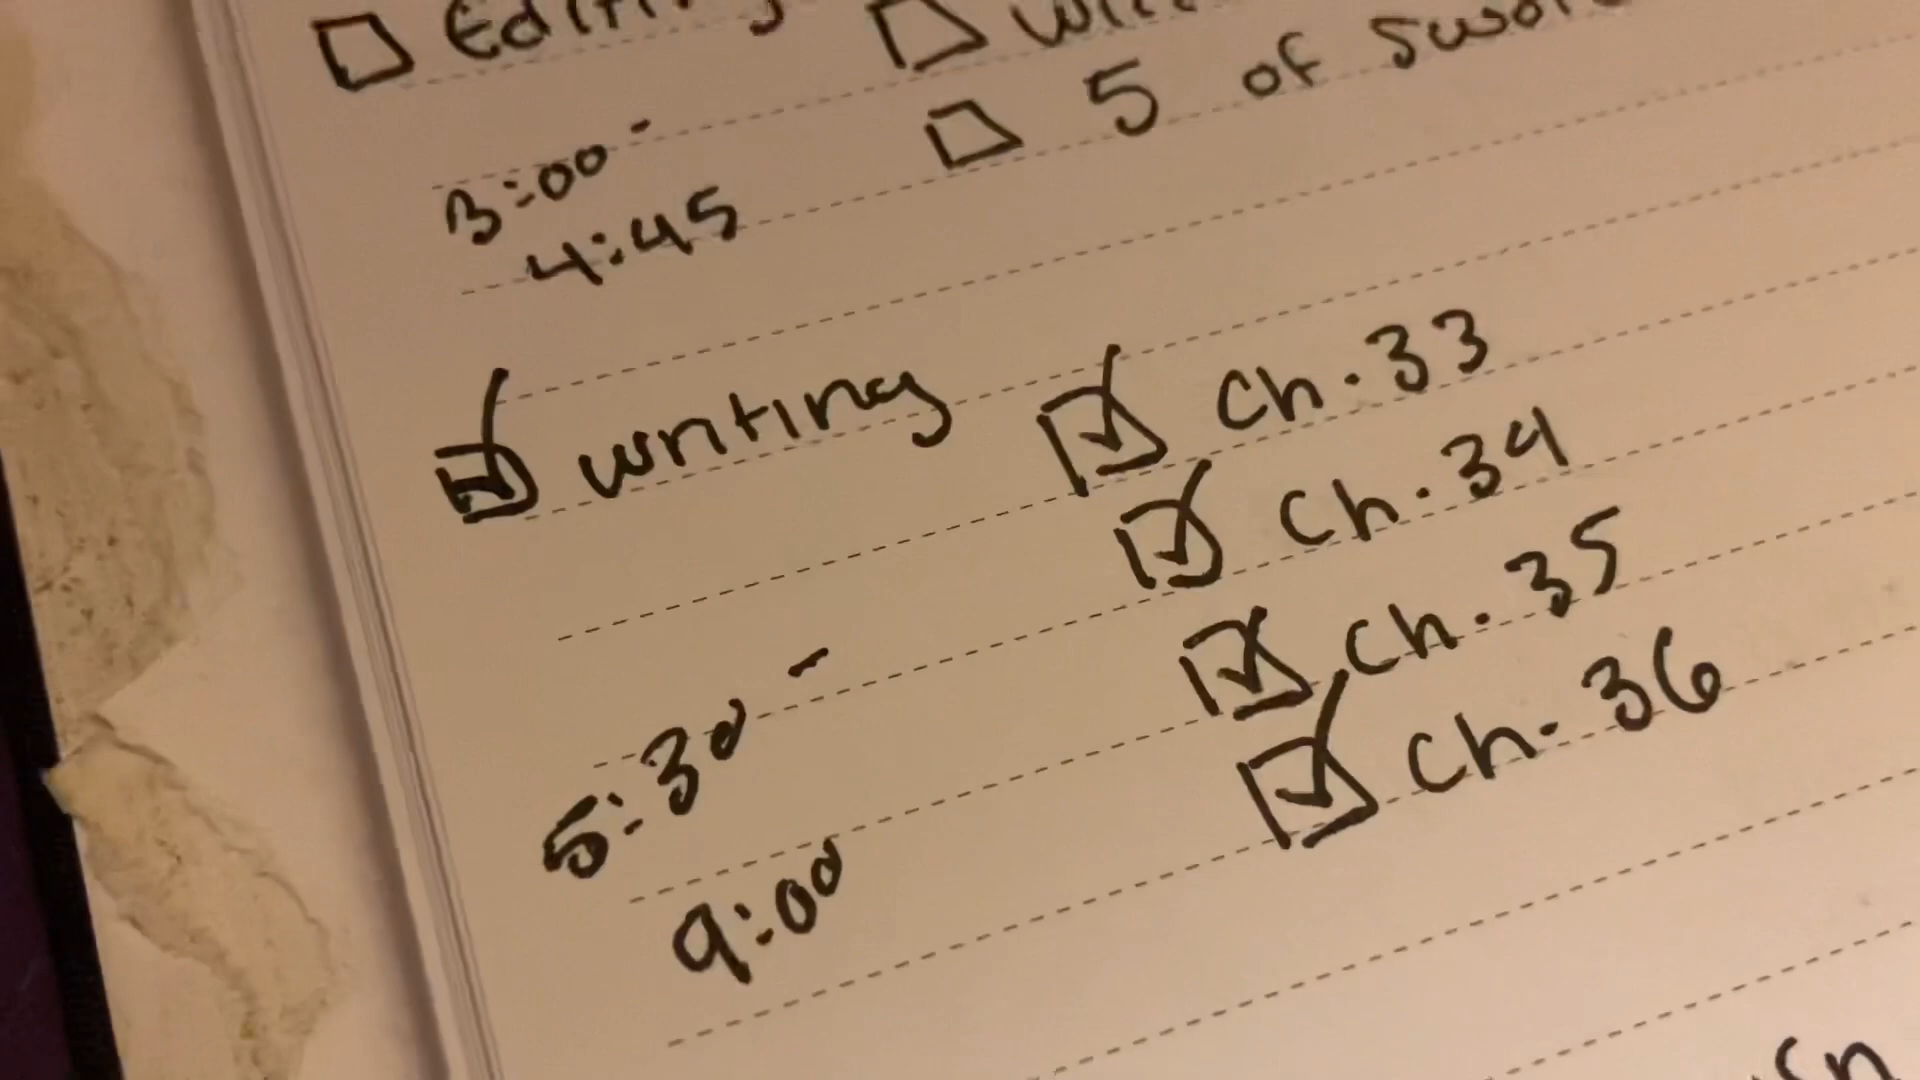 Editing
5 of
3:00 -
4:45
writing
Ch. 33
Ch. 34
Ch. 35
Ch. 36
5:30 -
9:00